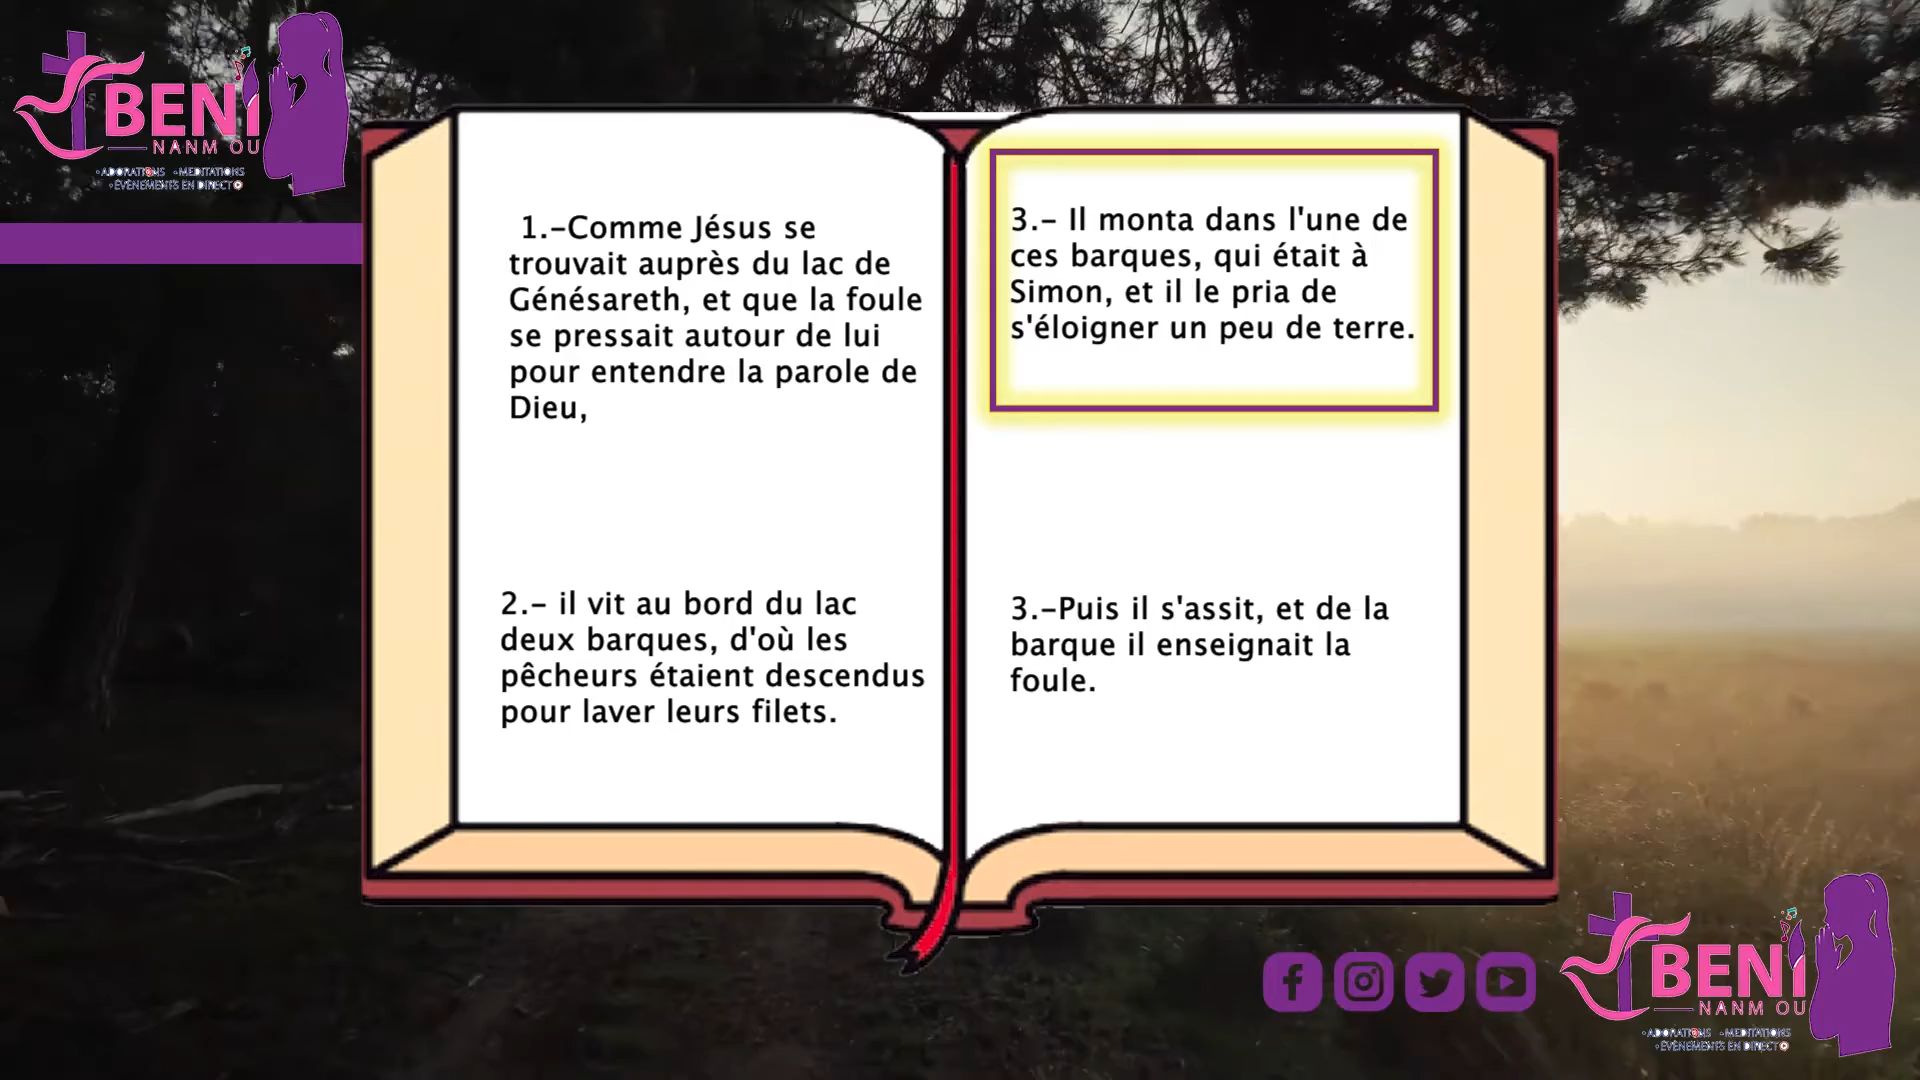 BENI
NANM OU
•ADORATIONS •MEDITATIONS
•ÉVÈNEMENTS EN DIRECT
1.-Comme Jésus se
trouvait auprès du lac de
Génésareth, et que la foule
se pressait autour de lui
pour entendre la parole de
Dieu,
2.- il vit au bord du lac
deux barques, d'où les
pêcheurs étaient descendus
pour laver leurs filets.
3.- Il monta dans l'une de
ces barques, qui était à
Simon, et il le pria de
s'éloigner un peu de terre.
3.-Puis il s'assit, et de la
barque il enseignait la
foule.
BENI
NANM OU
•ADORATIONS •MEDITATIONS
•ÉVÈNEMENTS EN DIRECT